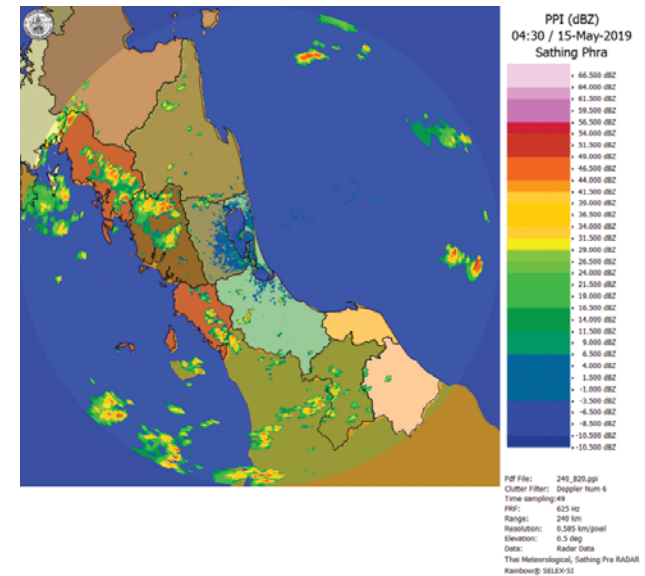 PPI (dBZ)
04:30 / 15-May-2019
Sathing Phra
66.500 dBZ
64.000 dBZ
61.500 dBZ
59.500 dBZ
56.500 dBZ
54.000 dBZ
51.500 dBZ
49.000 dBZ
46.500 dBZ
44.000 dBZ
41.500 dBZ
39.000 dBZ
36.500 dBZ
34.000 dBZ
31.500 dBZ
29.000 dBZ
26.500 dBZ
24.000 dBZ
21.500 dBZ
19.000 dBZ
16.500 dBZ
14.000 dBZ
11.500 dBZ
9.000 dBZ
6.500 dBZ
4.000 dBZ
1.500 dBZ
-1.000 dBZ
-3.500 dBZ
-6.500 dBZ
-8.500 dBZ
-10.500 dBZ
-10.500 dBZ
Pdf File: 240_820.ppi
Clutter Filter: Doppler Num 6
Time sampling:49
PRF: 625 Hz
Range: 240 km
Resolution: 0.585 km/pixel
Elevation: 0.5 deg
Data: Radar Data
Thai Meteorological, Sathing Pra RADAR
Rainbow® SELEX-SI